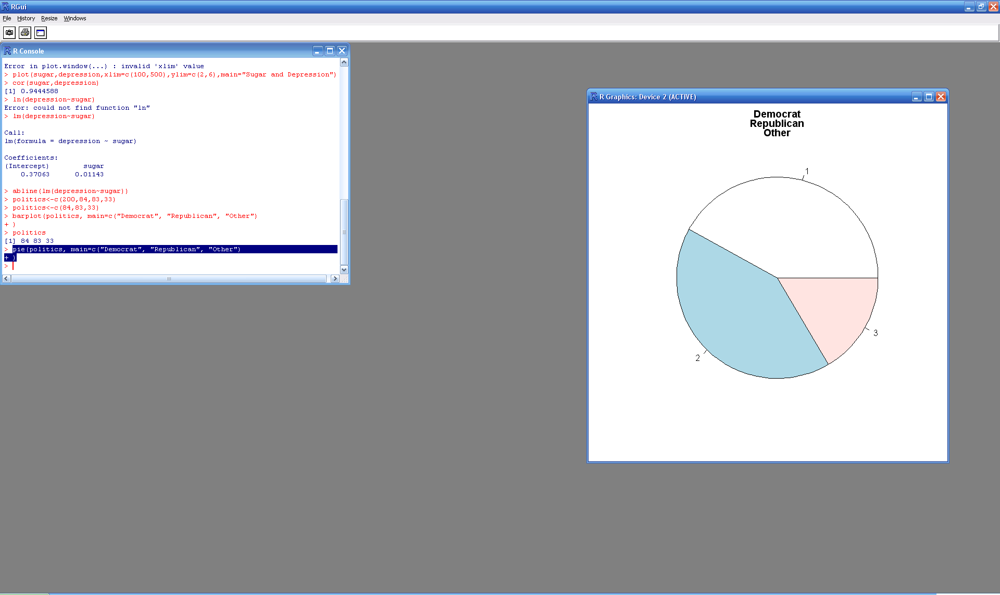 RGui
File History Resize Windows
R Console
Error in plot.window(...) : invalid 'xlim' value
> plot(sugar,depression,xlim=c(100,500),ylim=c(2,6),main="Sugar and Depression")
> cor(sugar,depression)
[1] 0.9444588
> ln(depression~sugar)
Error: could not find function "ln"
> lm(depression~sugar)
Call:
lm(formula = depression ~ sugar)
Coefficients:
(Intercept)        sugar
    0.37063      0.01143
> abline(lm(depression~sugar))
> politics<-c(200,84,83,33)
> politics<-c(84,83,33)
> barplot(politics, main=c("Democrat", "Republican", "Other")
+ )
> politics
[1] 84 83 33
> pie(politics, main=c("Democrat", "Republican", "Other")
+ )
>
R Graphics: Device 2 (ACTIVE)
Democrat
Republican
Other
1
2
3